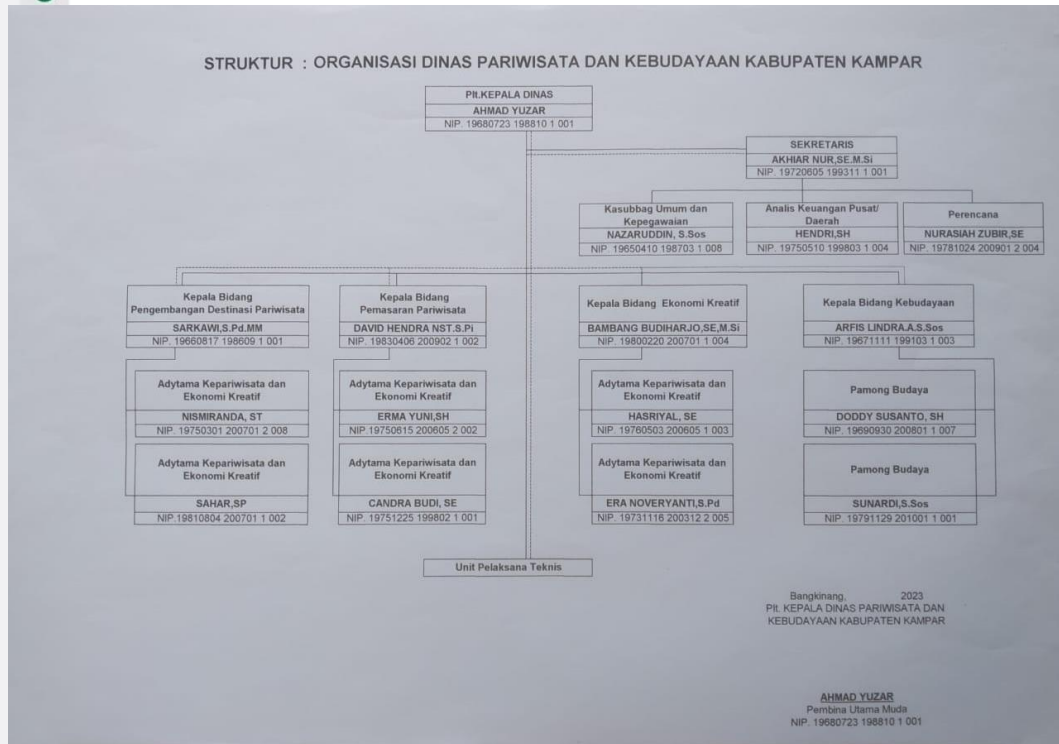 STRUKTUR : ORGANISASI DINAS PARIWISATA DAN KEBUDAYAAN KABUPATEN KAMPAR
Plt.KEPALA DINAS
AHMAD YUZAR
NIP. 19680723 198810 1 001
SEKRETARIS
AKHIAR NUR,SE.M.Si
NIP. 19720605 199311 1 001
Kasubbag Umum dan
Kepegawaian
NAZARUDDIN, S.Sos
NIP. 19650410 198703 1 008
Analis Keuangan Pusat/
Daerah
HENDRI,SH
NIP. 19750510 199803 1 004
Perencana
NURASIAH ZUBIR,SE
NIP. 19781024 200901 2 004
Kepala Bidang
Pengembangan Destinasi Pariwisata
SARKAWI,S.Pd.MM
NIP. 19660817 198609 1 001
Kepala Bidang
Pemasaran Pariwisata
DAVID HENDRA NST.S.Pi
NIP. 19830406 200902 1 002
Kepala Bidang Ekonomi Kreatif
BAMBANG BUDIHARJO,SE,M.Si
NIP. 19800220 200701 1 004
Kepala Bidang Kebudayaan
ARFIS LINDRA.A.S.Sos
NIP. 19671111 199103 1 003
Adytama Kepariwisata dan
Ekonomi Kreatif
NISMIRANDA, ST
NIP. 19750301 200701 2 008
Adytama Kepariwisata dan
Ekonomi Kreatif
ERMA YUNI,SH
NIP. 19750615 200605 2 002
Adytama Kepariwisata dan
Ekonomi Kreatif
HASRIYAL, SE
NIP. 19760503 200605 1 003
Pamong Budaya
DODDY SUSANTO, SH
NIP. 19690930 200801 1 007
Adytama Kepariwisata dan
Ekonomi Kreatif
SAHAR,SP
NIP.19810804 200701 1 002
Adytama Kepariwisata dan
Ekonomi Kreatif
CANDRA BUDI, SE
NIP. 19751225 199802 1 001
Adytama Kepariwisata dan
Ekonomi Kreatif
ERA NOVERYANTI,S.Pd
NIP. 19731116 200312 2 005
Pamong Budaya
SUNARDI,S.Sos
NIP. 19791129 201001 1 001
Unit Pelaksana Teknis
Bangkinang, 2023
Plt. KEPALA DINAS PARIWISATA DAN
KEBUDAYAAN KABUPATEN KAMPAR
AHMAD YUZAR
Pembina Utama Muda
NIP. 19680723 198810 1 001